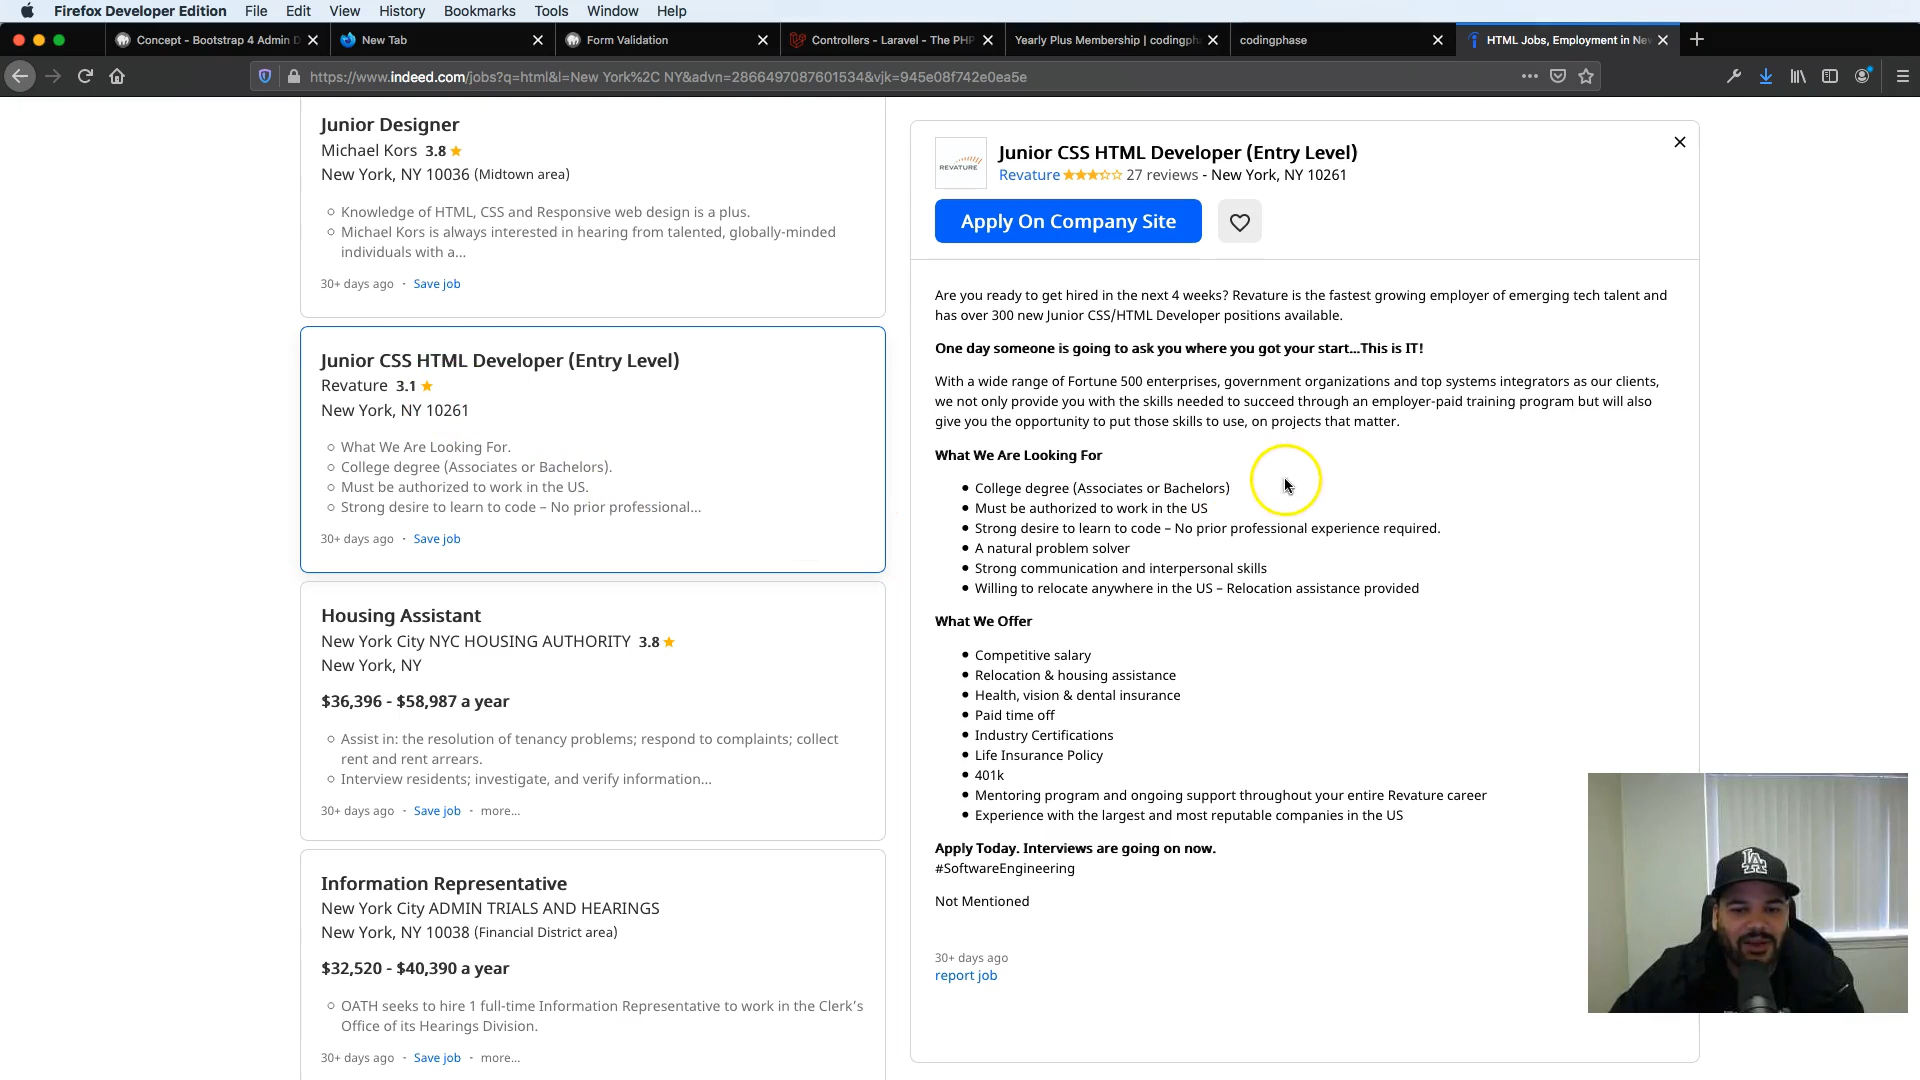 Firefox Developer Edition File Edit View History Bookmarks Tools Window Help
Concept - Bootstrap 4 Admin D
New Tab
Form Validation
Controllers - Laravel - The PHP
Yearly Plus Membership | codingph
codingphase
HTML Jobs, Employment in Ne
https://www.indeed.com/jobs?q=html&l=New York%2C NY&advn=2866497087601534&vjk=945e08f742e0ea5e
Junior Designer
Michael Kors 3.8
New York, NY 10036 (Midtown area)
Knowledge of HTML, CSS and Responsive web design is a plus.
Michael Kors is always interested in hearing from talented, globally-minded
individuals with a...
30+ days ago · Save job
Junior CSS HTML Developer (Entry Level)
Revature 3.1
New York, NY 10261
What We Are Looking For.
College degree (Associates or Bachelors).
Must be authorized to work in the US.
Strong desire to learn to code – No prior professional...
30+ days ago · Save job
Housing Assistant
New York City NYC HOUSING AUTHORITY 3.8
New York, NY
$36,396 - $58,987 a year
Assist in: the resolution of tenancy problems; respond to complaints; collect
rent and rent arrears.
Interview residents; investigate, and verify information...
30+ days ago · Save job · more...
Information Representative
New York City ADMIN TRIALS AND HEARINGS
New York, NY 10038 (Financial District area)
$32,520 - $40,390 a year
OATH seeks to hire 1 full-time Information Representative to work in the Clerk's
Office of its Hearings Division.
30+ days ago · Save job · more...
REVATURE
Junior CSS HTML Developer (Entry Level)
Revature 27 reviews - New York, NY 10261
Apply On Company Site
Are you ready to get hired in the next 4 weeks? Revature is the fastest growing employer of emerging tech talent and
has over 300 new Junior CSS/HTML Developer positions available.
One day someone is going to ask you where you got your start...This is IT!
With a wide range of Fortune 500 enterprises, government organizations and top systems integrators as our clients,
we not only provide you with the skills needed to succeed through an employer-paid training program but will also
give you the opportunity to put those skills to use, on projects that matter.
What We Are Looking For
College degree (Associates or Bachelors)
Must be authorized to work in the US
Strong desire to learn to code – No prior professional experience required.
A natural problem solver
Strong communication and interpersonal skills
Willing to relocate anywhere in the US – Relocation assistance provided
What We Offer
Competitive salary
Relocation & housing assistance
Health, vision & dental insurance
Paid time off
Industry Certifications
Life Insurance Policy
401k
Mentoring program and ongoing support throughout your entire Revature career
Experience with the largest and most reputable companies in the US
Apply Today. Interviews are going on now.
#SoftwareEngineering
Not Mentioned
30+ days ago
report job
LA